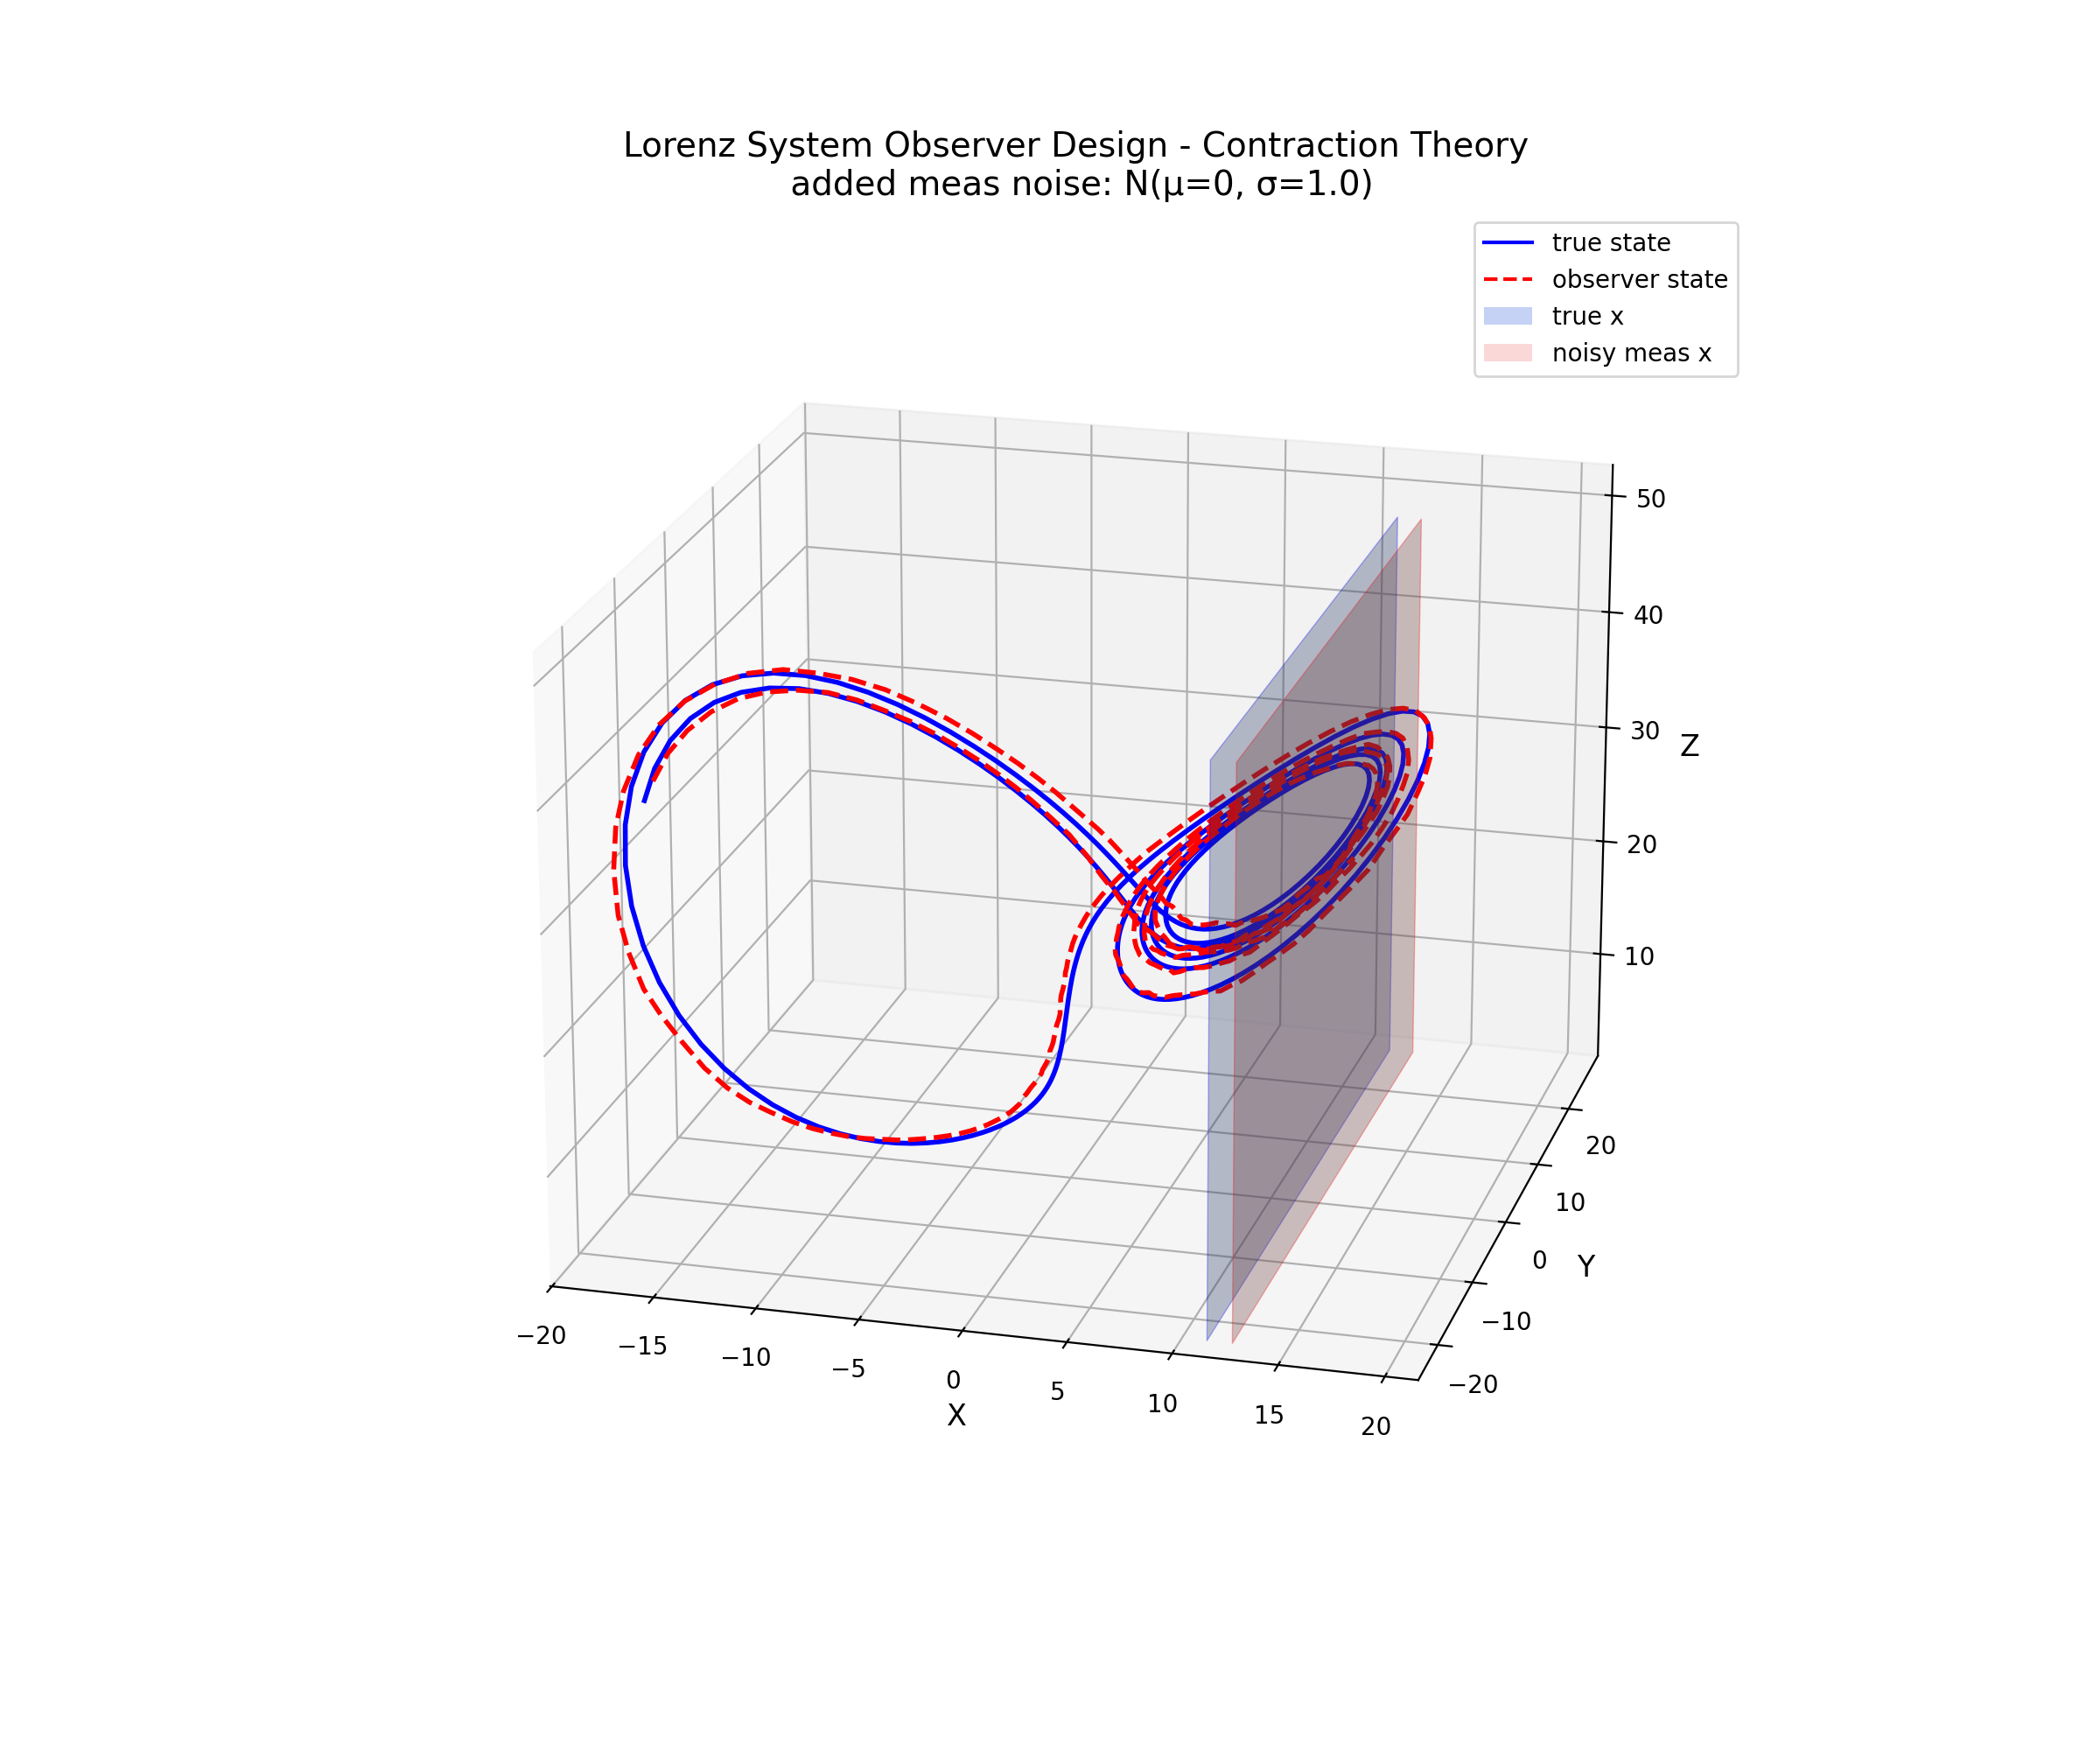 Lorenz System Observer Design - Contraction Theory
added meas noise: N(μ=0, σ=1.0)
true state
observer state
true x
noisy meas x
50
40
30
Z
20
10
20
10
0
Y
−10
−20
−20
−15
−10
−5
0
5
10
15
20
X